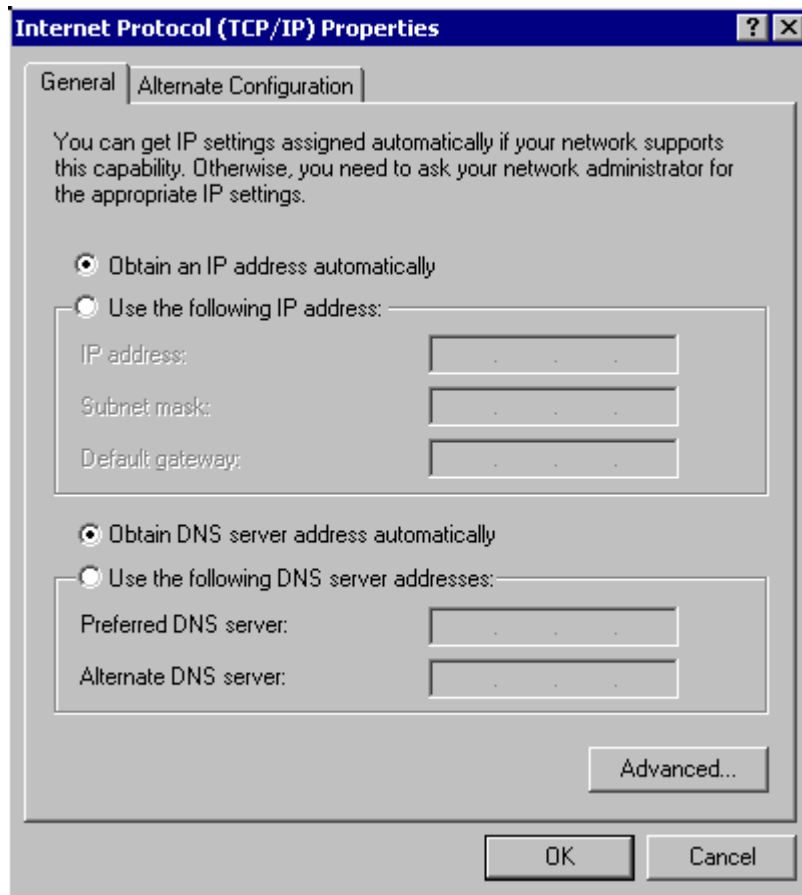 Internet Protocol (TCP/IP) Properties
General
Alternate Configuration
You can get IP settings assigned automatically if your network supports
this capability. Otherwise, you need to ask your network administrator for
the appropriate IP settings.
Obtain an IP address automatically
Use the following IP address:
IP address:
Subnet mask:
Default gateway:
Obtain DNS server address automatically
Use the following DNS server addresses:
Preferred DNS server:
Alternate DNS server:
Advanced...
OK
Cancel